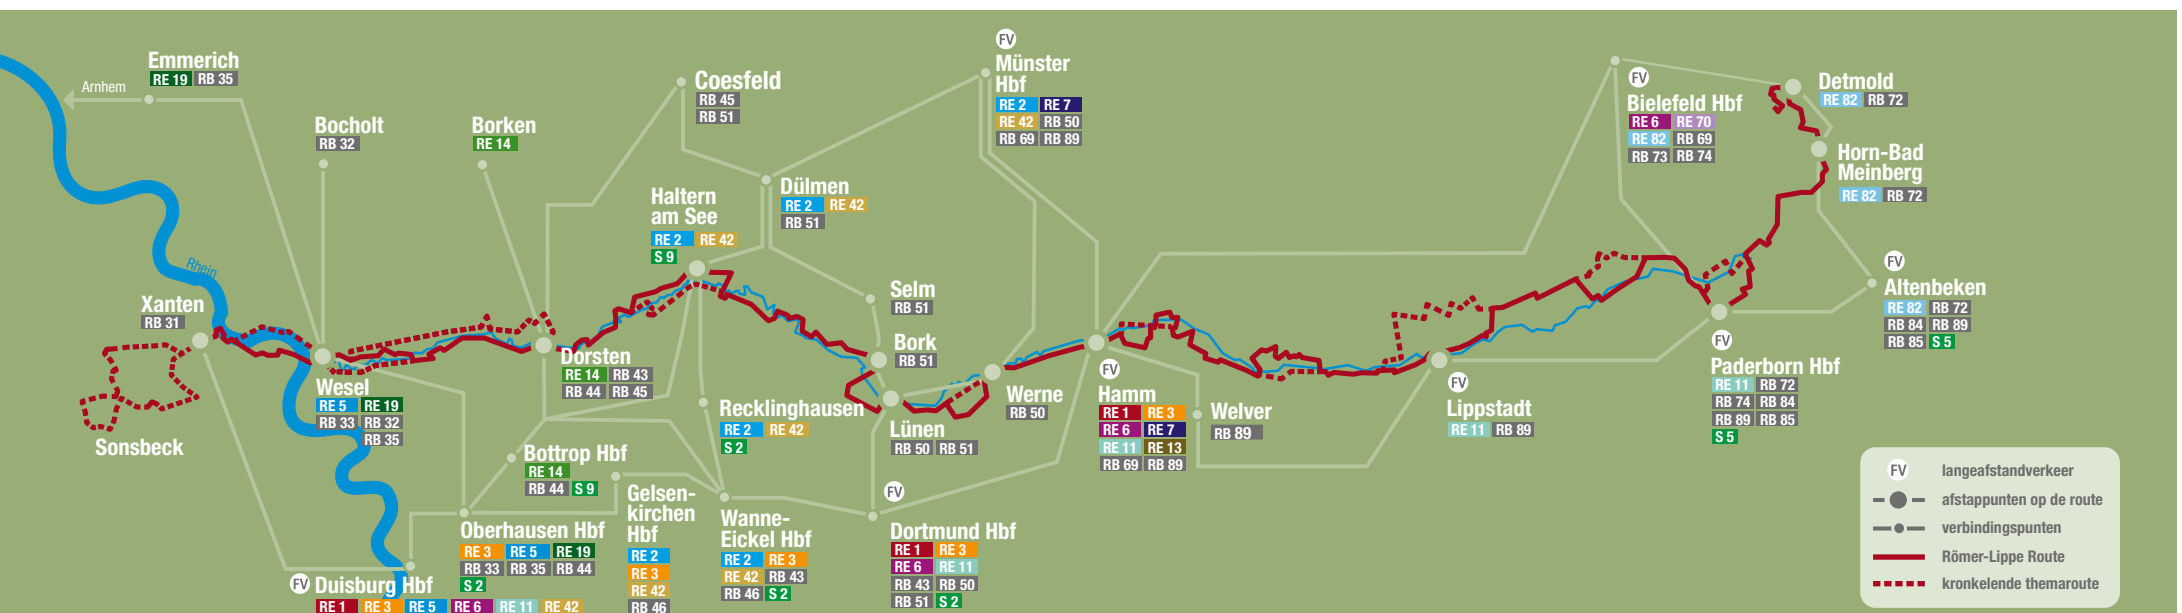 Emmerich
RE 19 RB 35
Arnhem
Bocholt
RB 32
Borken
RE 14
Coesfeld
RB 45
RB 51
FV
Münster
Hbf
RE 2 RE 7
RE 42 RB 50
RB 69 RB 89
FV
Bielefeld Hbf
RE 6 RE 70
RE 82 RB 69
RB 73 RB 74
Detmold
RE 82 RB 72
Horn-Bad
Meinberg
RE 82 RB 72
Haltern
am See
RE 2 RE 42
S 9
Dülmen
RE 2 RE 42
RB 51
Rhein
Xanten
RB 31
Selm
RB 51
FV
Altenbeken
RE 82 RB 72
RB 84 RB 89
RB 85 S 5
Sonsbeck
Wesel
RE 5 RE 19
RB 33 RB 32
RB 35
Dorsten
RE 14 RB 43
RB 44 RB 45
Bork
RB 51
Recklinghausen
RE 2 RE 42
S 2
Lünen
RB 50 RB 51
Werne
RB 50
FV
Hamm
RE 1 RE 3
RE 6 RE 7
RE 11 RE 13
RB 69 RB 89
Welver
RB 89
FV
Lippstadt
RE 11 RB 89
FV
Paderborn Hbf
RE 11 RB 72
RB 74 RB 84
RB 89 RB 85
S 5
Bottrop Hbf
RE 14
RB 44 S 9
Oberhausen Hbf
RE 3 RE 5 RE 19
RB 33 RB 35 RB 44
S 2
Gelsen-
kirchen
Hbf
RE 2
RE 3
RE 42
RB 46
Wanne-
Eickel Hbf
RE 2 RE 3
RE 42 RB 43
RB 46 S 2
FV
Dortmund Hbf
RE 1 RE 3
RE 6 RE 11
RB 43 RB 50
RB 51 S 2
FV Duisburg Hbf
RE 1 RE 3 RE 5 RE 6 RE 11 RE 42
FV langeafstandverkeer
afstappunten op de route
verbindingspunten
Römer-Lippe Route
kronkelende themaroute